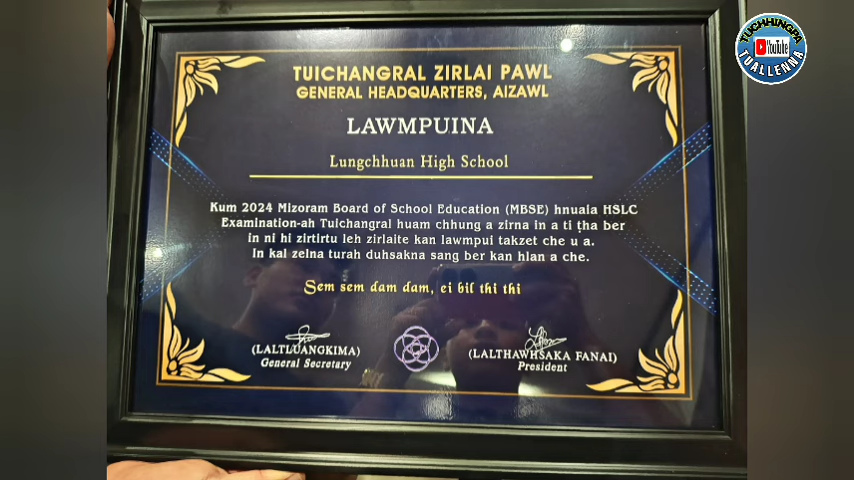 TUICHANGRAL ZIRLAI PAWL
GENERAL HEADQUARTERS, AIZAWL
LAWMPUINA
Lungchhuan High School
Kum 2024 Mizoram Board of School Education (MBSE) hnuaia HSLC
Examination-ah Tuichangral huam chhung a zirna in a ti ṭha ber
in ni hi zirtirtu leh zirlaite kan lawmpui takzet che u a.
In kal zelna turah duhsakna sang ber kan hlan a che.
Sem sem dam dam, ei bil thi thi
(LALTLUANGKIMA)
General Secretary
(LALTHAWHSAKA FANAI)
President
TUCHHINGPA
YouTube
TUALLENNA